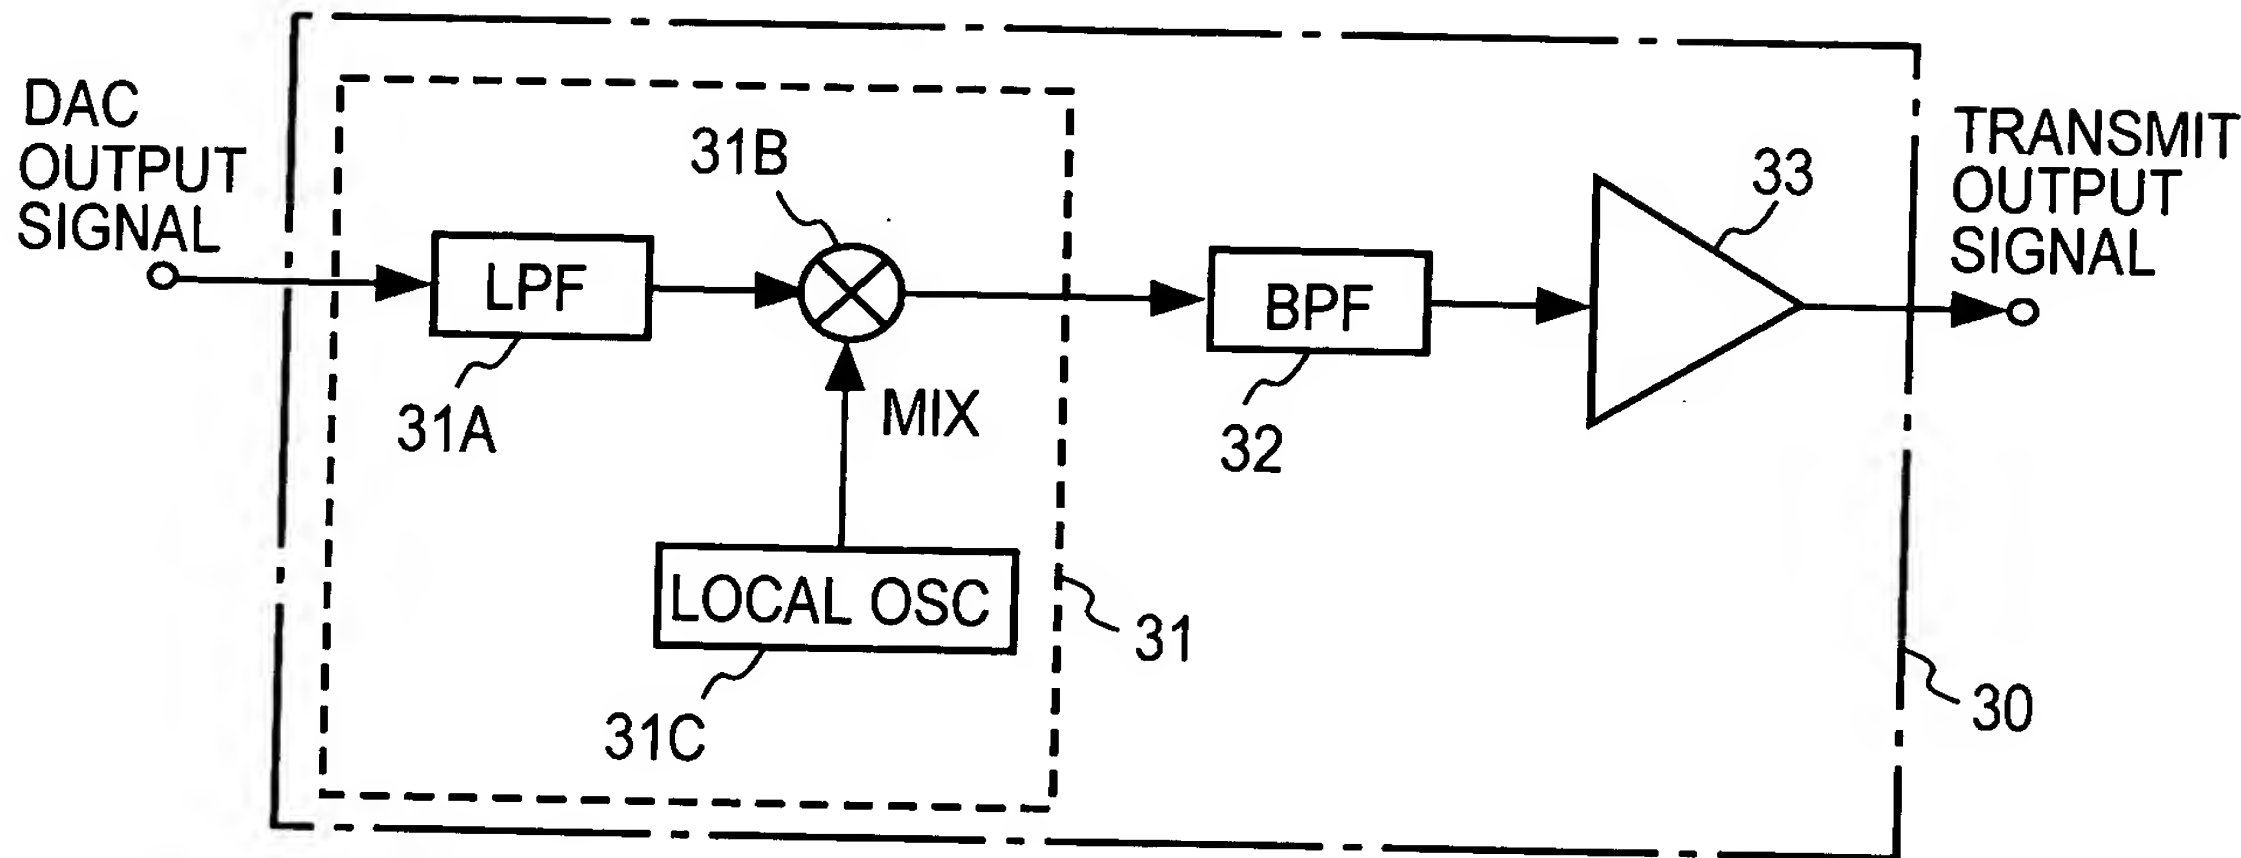 DAC
OUTPUT
SIGNAL
31B
33
TRANSMIT
OUTPUT
SIGNAL
LPF
BPF
31A
MIX
32
LOCAL OSC
31
31C
30